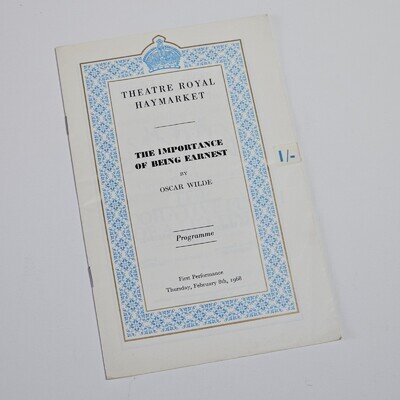 THEATRE ROYAL
HAYMARKET
THE IMPORTANCE
OF BEING EARNEST
BY
OSCAR WILDE
1/-
Programme
First Performance
Thursday, February 8th, 1968